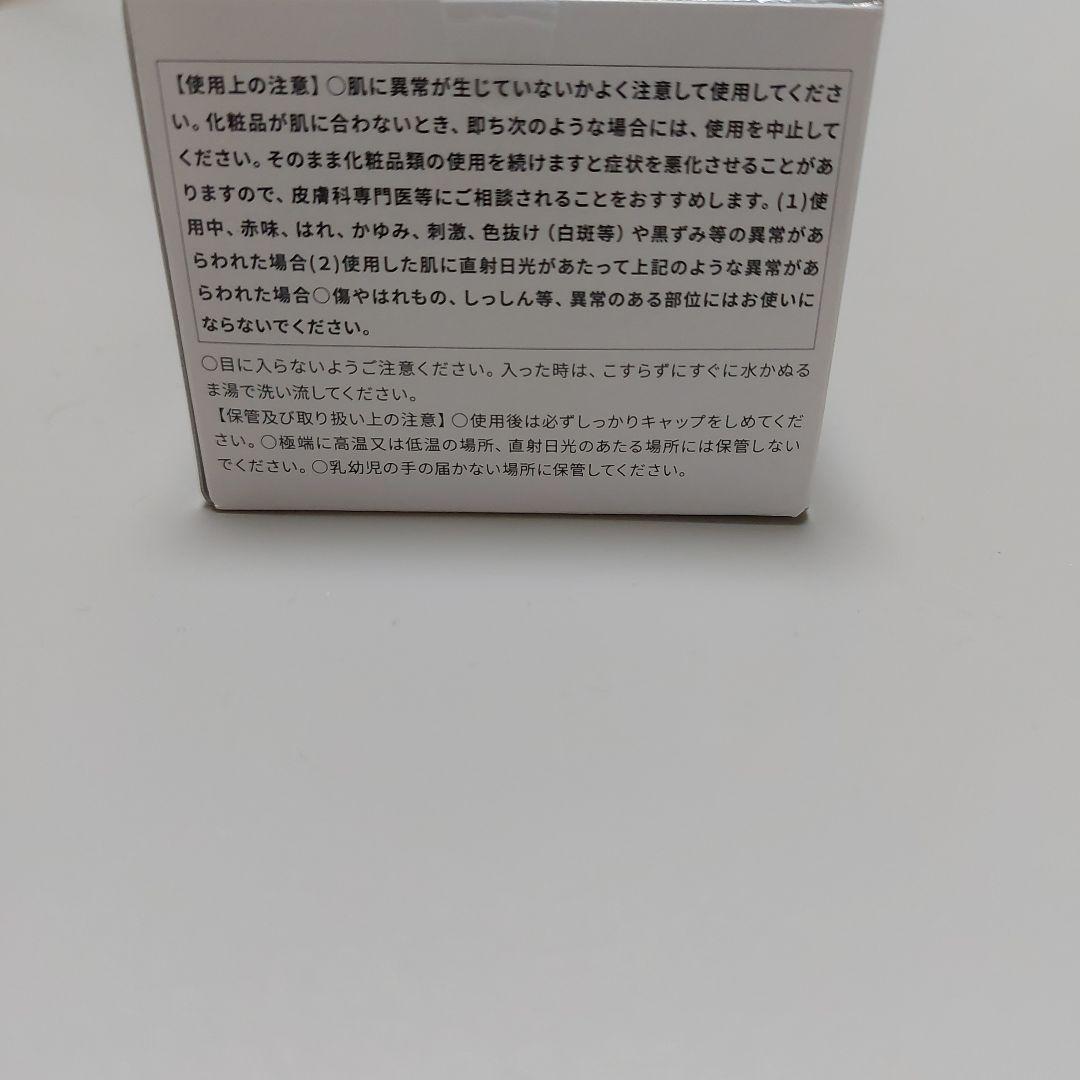 【使用上の注意】○肌に異常が生じていないかよく注意して使用してくださ
い。化粧品が肌に合わないとき、即ち次のような場合には、使用を中止して
ください。そのまま化粧品類の使用を続けますと症状を悪化させることがあ
りますので、皮膚科専門医等にご相談されることをおすすめします。(1)使
用中、赤味、はれ、かゆみ、刺激、色抜け（白斑等）や黒ずみ等の異常があ
らわれた場合(2)使用した肌に直射日光があたって上記のような異常があ
らわれた場合○傷やはれもの、しっしん等、異常のある部位にはお使いに
ならないでください。
○目に入らないようご注意ください。入った時は、こすらずにすぐに水かぬる
ま湯で洗い流してください。
【保管及び取り扱い上の注意】○使用後は必ずしっかりキャップをしめてくだ
さい。○極端に高温又は低温の場所、直射日光のあたる場所には保管しない
でください。○乳幼児の手の届かない場所に保管してください。